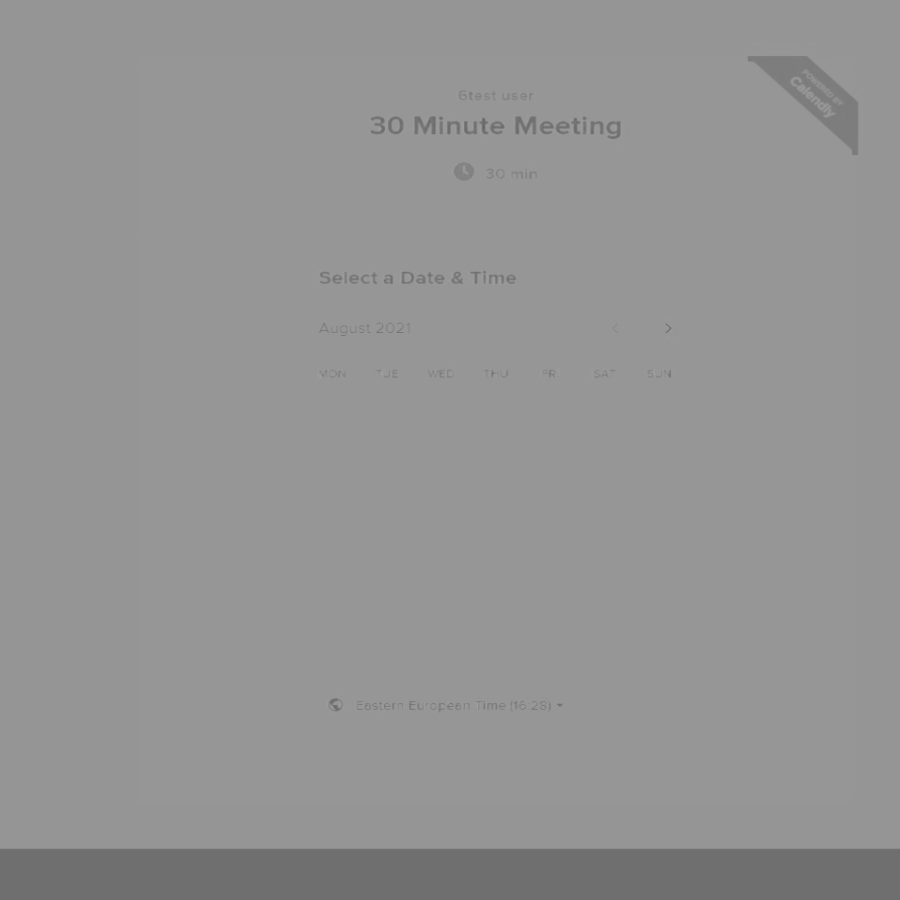 POWERED BY
Calendly
6test user
30 Minute Meeting
30 min
Select a Date & Time
August 2021
MON TUE WED THU FRI SAT SUN
Eastern European Time (16:28)